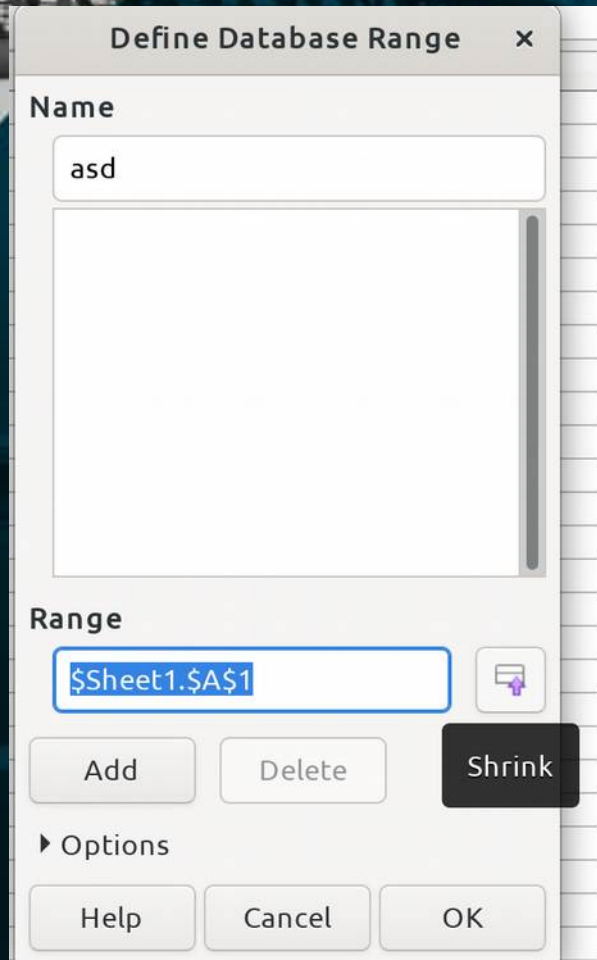 Define Database Range ×
Name
asd
Range
$Sheet1.$A$1
Add Delete Shrink
Options
Help Cancel OK